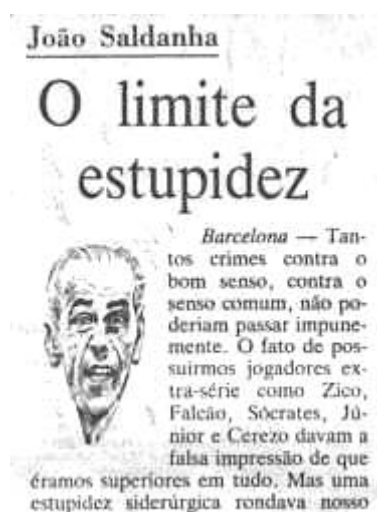 João Saldanha
O limite da
estupidez
Barcelona — Tan-
tos crimes contra o
bom senso, contra o
senso comum, não po-
deriam passar impune-
mente. O fato de pos-
suirmos jogadores ex-
tra-série como Zico,
Falcão, Sócrates, Jú-
nior e Cerezo davam a
falsa impressão de que
éramos superiores em tudo. Mas uma
estupidez siderúrgica rondava nosso